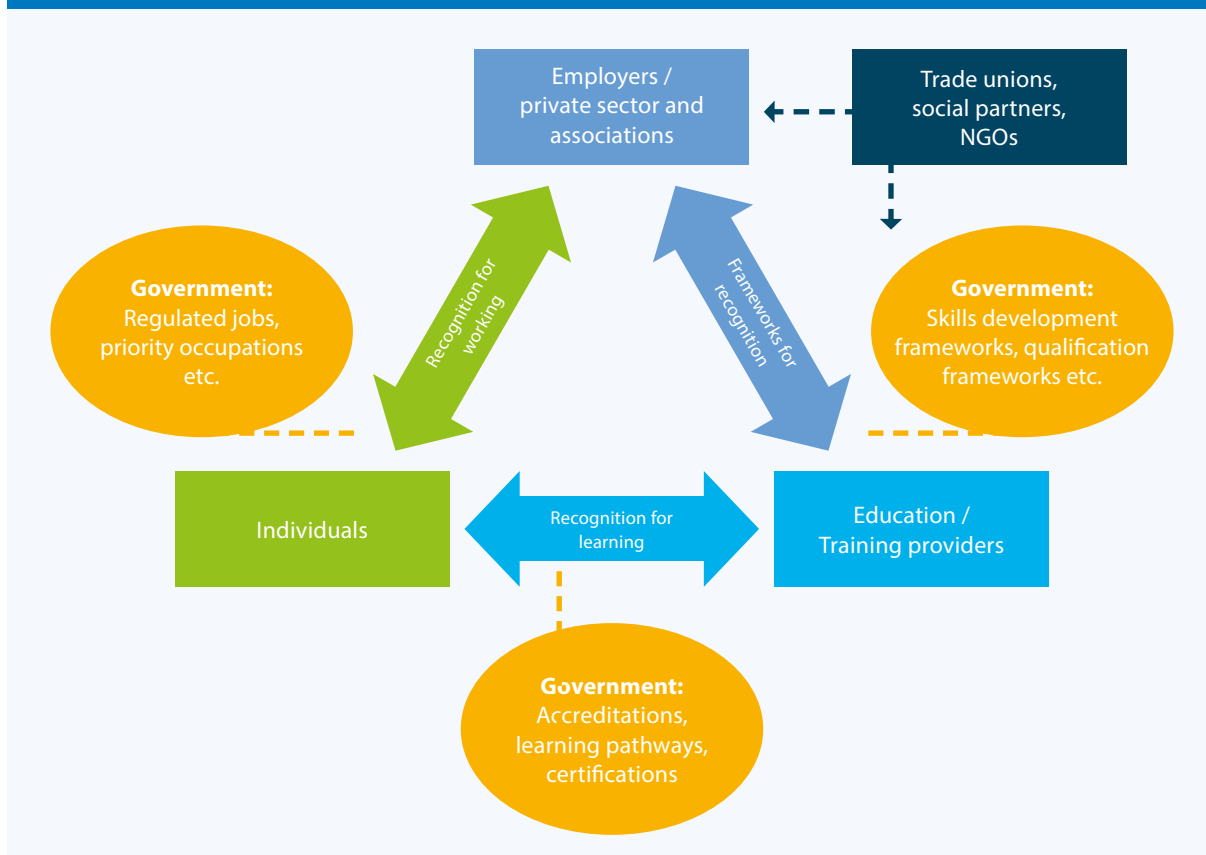 Employers /
private sector and
associations
Trade unions,
social partners,
NGOs
Recognition for
working
Frameworks for
recognition
Government:
Regulated jobs,
priority occupations
etc.
Government:
Skills development
frameworks, qualification
frameworks etc.
Individuals
Recognition for
learning
Education /
Training providers
Government:
Accreditations,
learning pathways,
certifications